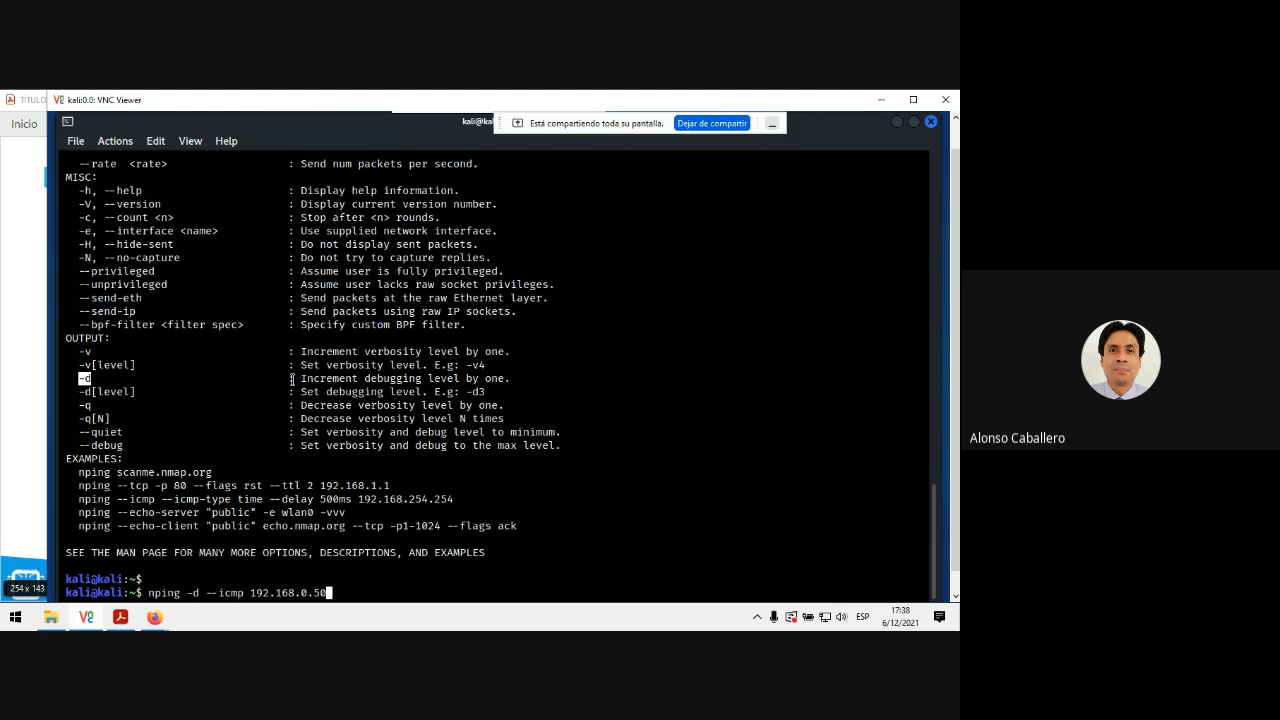 TÍTULO
kali:0.0: VNC Viewer
Inicio
kali@kal
Está compartiendo toda su pantalla.
Dejar de compartir
File Actions Edit View Help
--rate <rate> : Send num packets per second.
MISC:
-h, --help : Display help information.
-V, --version : Display current version number.
-c, --count <n> : Stop after <n> rounds.
-e, --interface <name> : Use supplied network interface.
-H, --hide-sent : Do not display sent packets.
-N, --no-capture : Do not try to capture replies.
--privileged : Assume user is fully privileged.
--unprivileged : Assume user lacks raw socket privileges.
--send-eth : Send packets at the raw Ethernet layer.
--send-ip : Send packets using raw IP sockets.
--bpf-filter <filter spec> : Specify custom BPF filter.
OUTPUT:
-v : Increment verbosity level by one.
-v[level] : Set verbosity level. E.g: -v4
-d : Increment debugging level by one.
-d[level] : Set debugging level. E.g: -d3
-q : Decrease verbosity level by one.
-q[N] : Decrease verbosity level N times
--quiet : Set verbosity and debug level to minimum.
--debug : Set verbosity and debug to the max level.
EXAMPLES:
nping scanme.nmap.org
nping --tcp -p 80 --flags rst --ttl 2 192.168.1.1
nping --icmp --icmp-type time --delay 500ms 192.168.254.254
nping --echo-server "public" -e wlan0 -vvv
nping --echo-client "public" echo.nmap.org --tcp -p1-1024 --flags ack
SEE THE MAN PAGE FOR MANY MORE OPTIONS, DESCRIPTIONS, AND EXAMPLES
kali@kali:~$
kali@kali:~$ nping -d --icmp 192.168.0.50
254 x 143
ESP
17:38
6/12/2021
Alonso Caballero